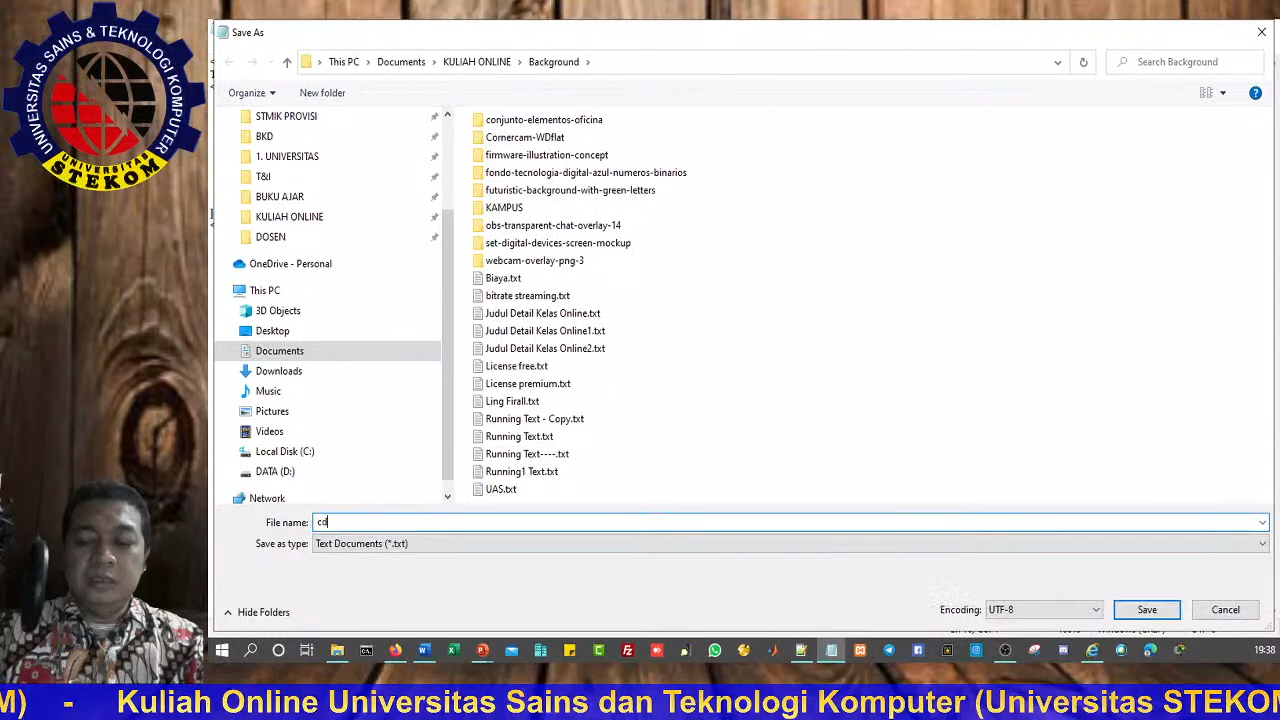 UNIVERSITAS SAINS & TEKNOLOGI KOMPUTER
UNIVERSITAS
STEKOM
Save As
This PC > Documents > KULIAH ONLINE > Background >
Search Background
Organize
New folder
STMIK PROVISI
BKD
1. UNIVERSITAS
T&I
BUKU AJAR
KULIAH ONLINE
DOSEN
OneDrive - Personal
This PC
3D Objects
Desktop
Documents
Downloads
Music
Pictures
Videos
Local Disk (C:)
DATA (D:)
Network
conjunto-elementos-oficina
Cornercam-WDflat
firmware-illustration-concept
fondo-tecnologia-digital-azul-numeros-binarios
futuristic-background-with-green-letters
KAMPUS
obs-transparent-chat-overlay-14
set-digital-devices-screen-mockup
webcam-overlay-png-3
Biaya.txt
bitrate streaming.txt
Judul Detail Kelas Online.txt
Judul Detail Kelas Online1.txt
Judul Detail Kelas Online2.txt
License free.txt
License premium.txt
Ling Firall.txt
Running Text - Copy.txt
Running Text.txt
Running Text----.txt
Running1 Text.txt
UAS.txt
File name: cd
Save as type: Text Documents (*.txt)
Hide Folders
Encoding: UTF-8
Save
Cancel
19:38
M) - Kuliah Online Universitas Sains dan Teknologi Komputer (Universitas STEKOM